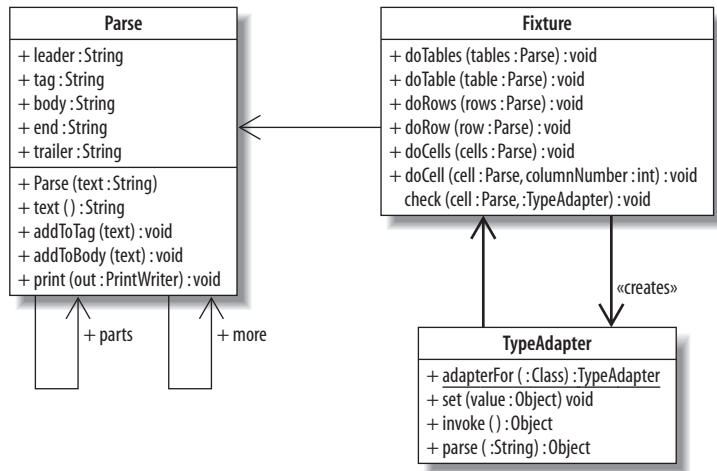 Parse
+ leader : String
+ tag : String
+ body : String
+ end : String
+ trailer : String
+ Parse (text : String)
+ text ( ) : String
+ addToTag (text) : void
+ addToBody (text) : void
+ print (out : PrintWriter) : void
+ parts
+ more
Fixture
+ doTables (tables : Parse) : void
+ doTable (table : Parse) : void
+ doRows (rows : Parse) : void
+ doRow (row : Parse) : void
+ doCells (cells : Parse) : void
+ doCell (cell : Parse, columnNumber : int) : void
check (cell : Parse, :TypeAdapter) : void
«creates»
TypeAdapter
+ adapterFor ( :Class) : TypeAdapter
+ set (value : Object) void
+ invoke ( ) : Object
+ parse ( :String) : Object